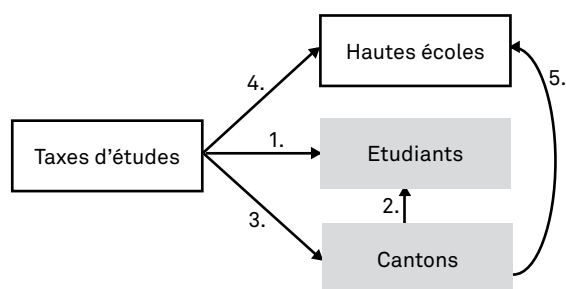 Hautes écoles
5.
4.
1.
Taxes d'études
Etudiants
2.
3.
Cantons